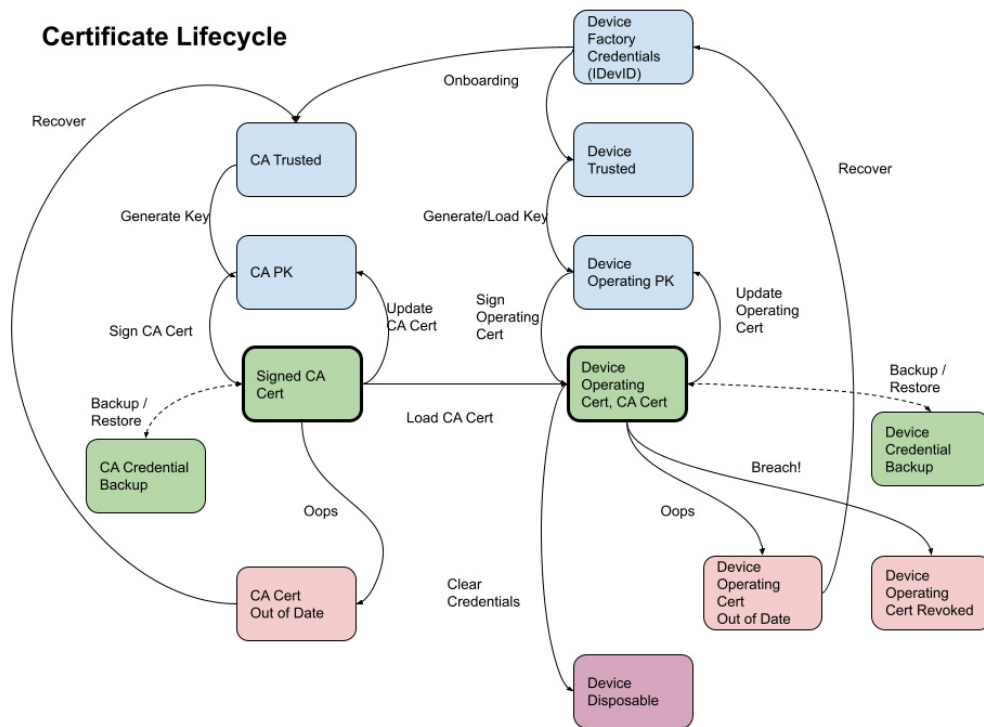 Certificate Lifecycle
Device
Factory
Credentials
(IDevID)
Onboarding
Recover
CA Trusted
Device
Trusted
Recover
Generate Key
Generate/Load Key
CA PK
Device
Operating PK
Sign CA Cert
Update
CA Cert
Sign
Operating
Cert
Update
Operating
Cert
Signed CA
Cert
Device
Operating
Cert, CA Cert
Backup /
Restore
Load CA Cert
Backup /
Restore
CA Credential
Backup
Device
Credential
Backup
Breach!
Oops
Oops
CA Cert
Out of Date
Clear
Credentials
Device
Operating
Cert
Out of Date
Device
Operating
Cert Revoked
Device
Disposable